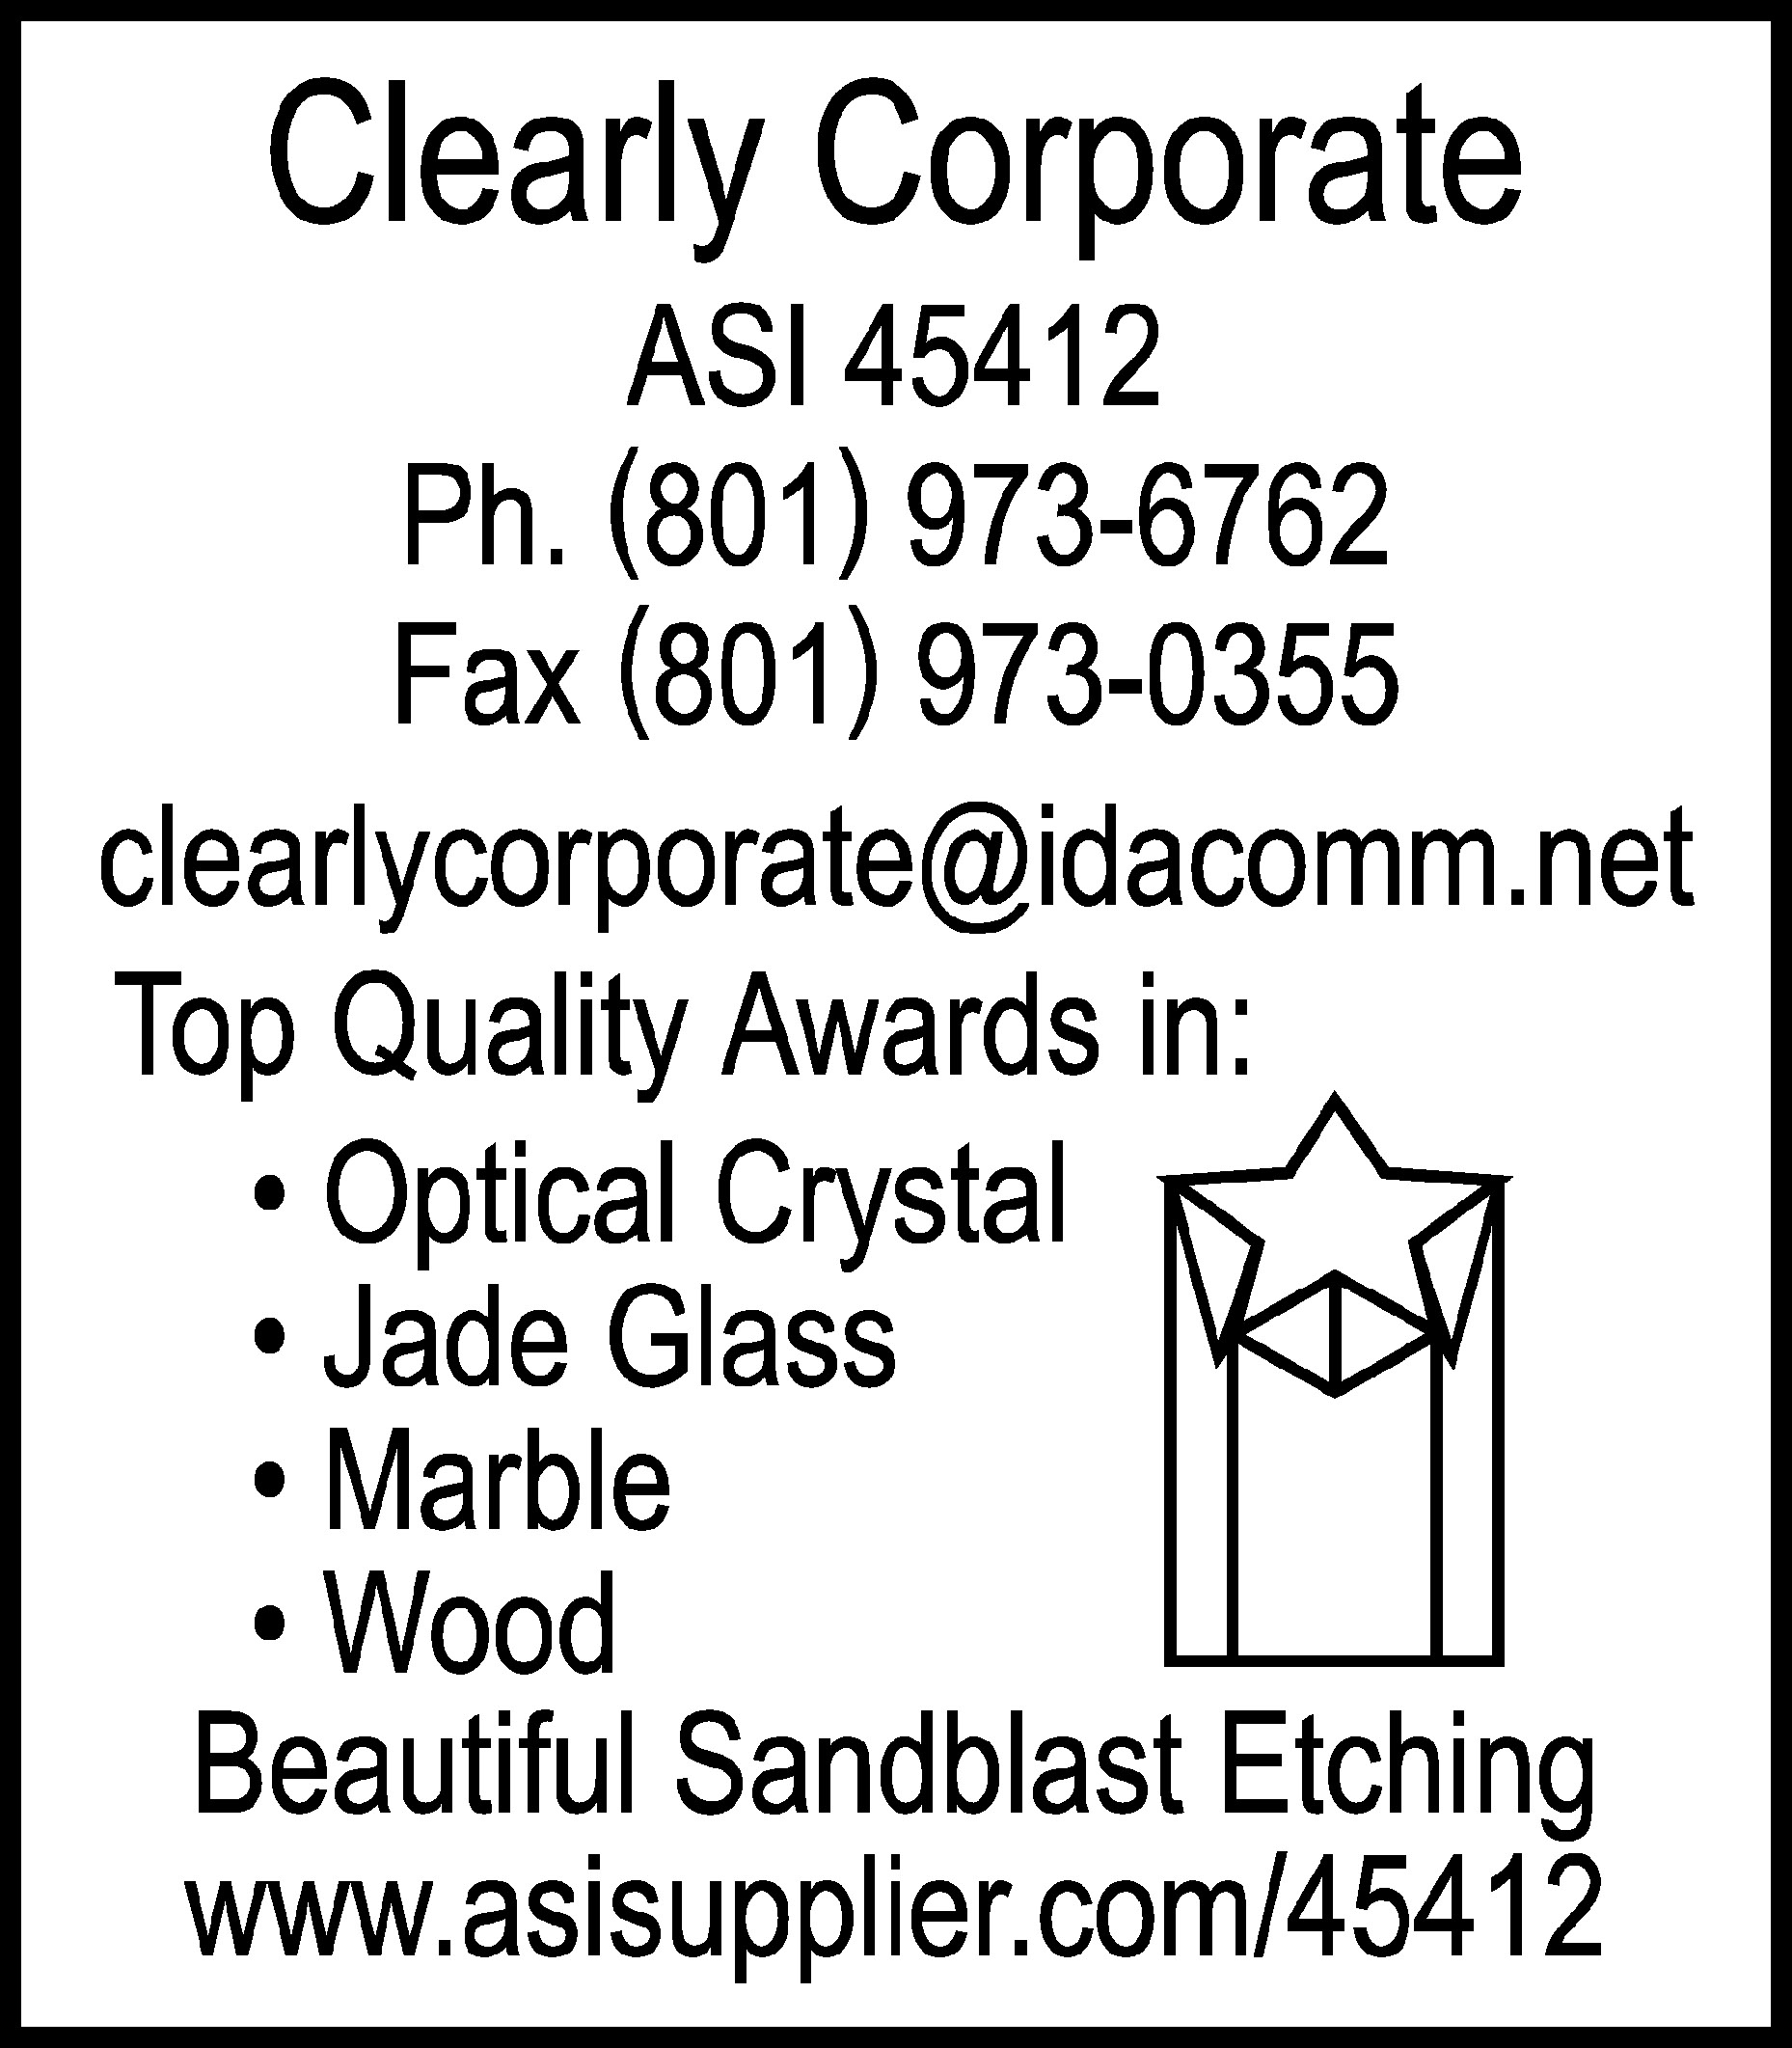 Clearly Corporate
ASI 45412
Ph. (801) 973-6762
Fax (801) 973-0355
clearlycorporate@idacomm.net
Top Quality Awards in:
• Optical Crystal
• Jade Glass
• Marble
• Wood
Beautiful Sandblast Etching
www.asisupplier.com/45412